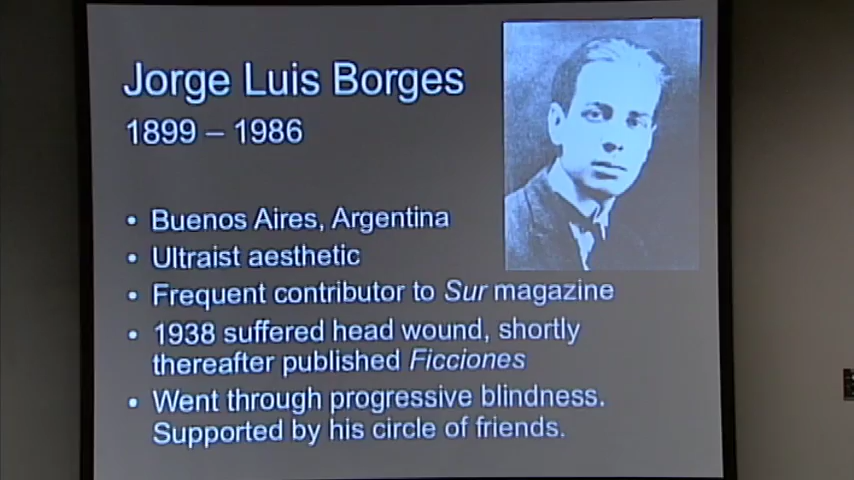 Jorge Luis Borges
1899 – 1986
• Buenos Aires, Argentina
• Ultraist aesthetic
• Frequent contributor to Sur magazine
• 1938 suffered head wound, shortly
thereafter published Ficciones
• Went through progressive blindness.
Supported by his circle of friends.